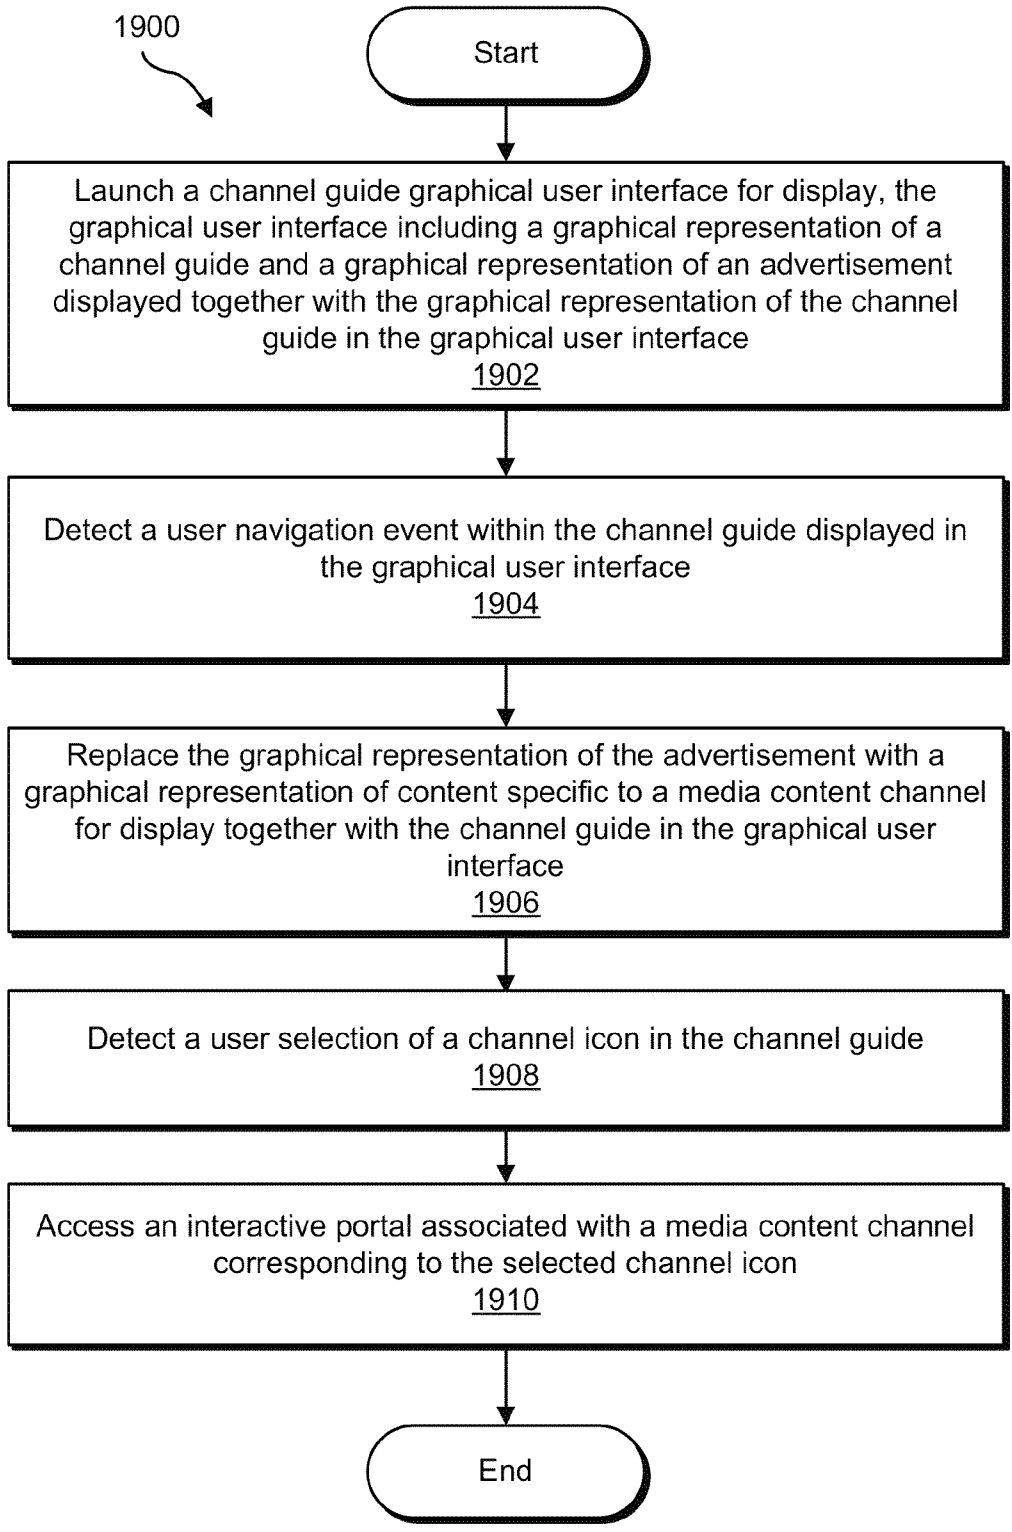 1900
Start
Launch a channel guide graphical user interface for display, the
graphical user interface including a graphical representation of a
channel guide and a graphical representation of an advertisement
displayed together with the graphical representation of the channel
guide in the graphical user interface
1902
Detect a user navigation event within the channel guide displayed in
the graphical user interface
1904
Replace the graphical representation of the advertisement with a
graphical representation of content specific to a media content channel
for display together with the channel guide in the graphical user
interface
1906
Detect a user selection of a channel icon in the channel guide
1908
Access an interactive portal associated with a media content channel
corresponding to the selected channel icon
1910
End